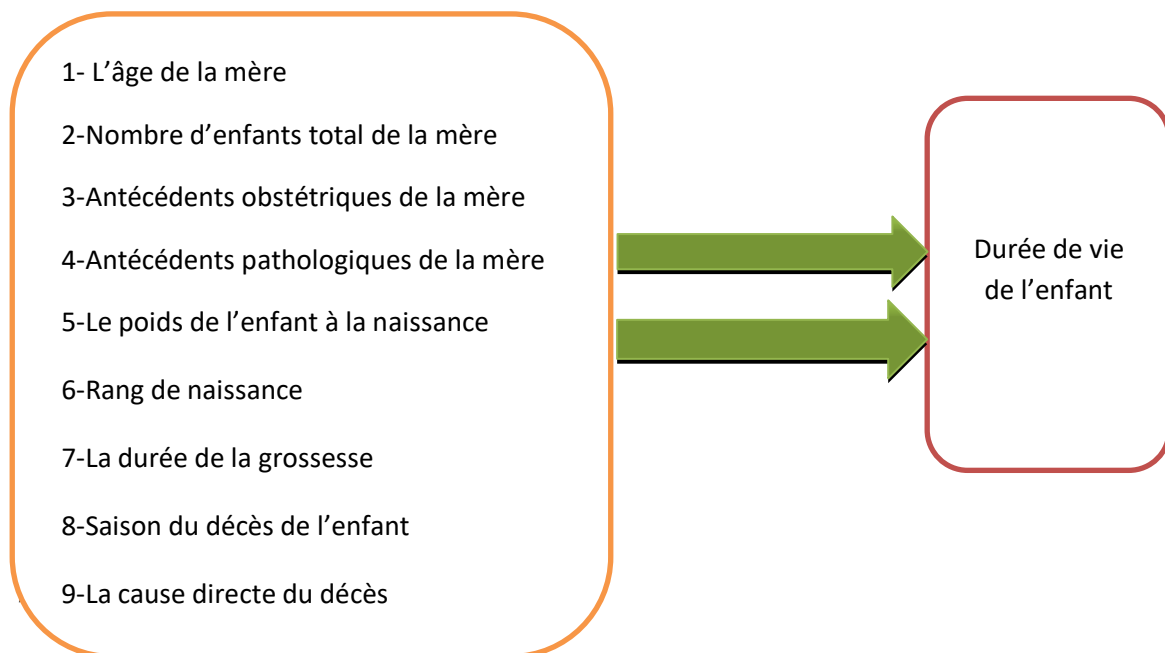 1- L’âge de la mère
2-Nombre d’enfants total de la mère
3-Antécédents obstétriques de la mère
4-Antécédents pathologiques de la mère
5-Le poids de l’enfant à la naissance
6-Rang de naissance
7-La durée de la grossesse
8-Saison du décès de l’enfant
9-La cause directe du décès
Durée de vie
de l’enfant